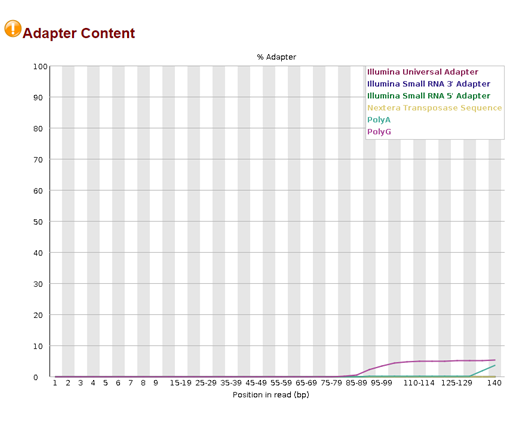 Adapter Content
% Adapter
Illumina Universal Adapter
Illumina Small RNA 3' Adapter
Illumina Small RNA 5' Adapter
Nextera Transposase Sequence
PolyA
PolyG
100
90
80
70
60
50
40
30
20
10
0
1 2 3 4 5 6 7 8 9 15-19 25-29 35-39 45-49 55-59 65-69 75-79 85-89 95-99 110-114 125-129 140
Position in read (bp)